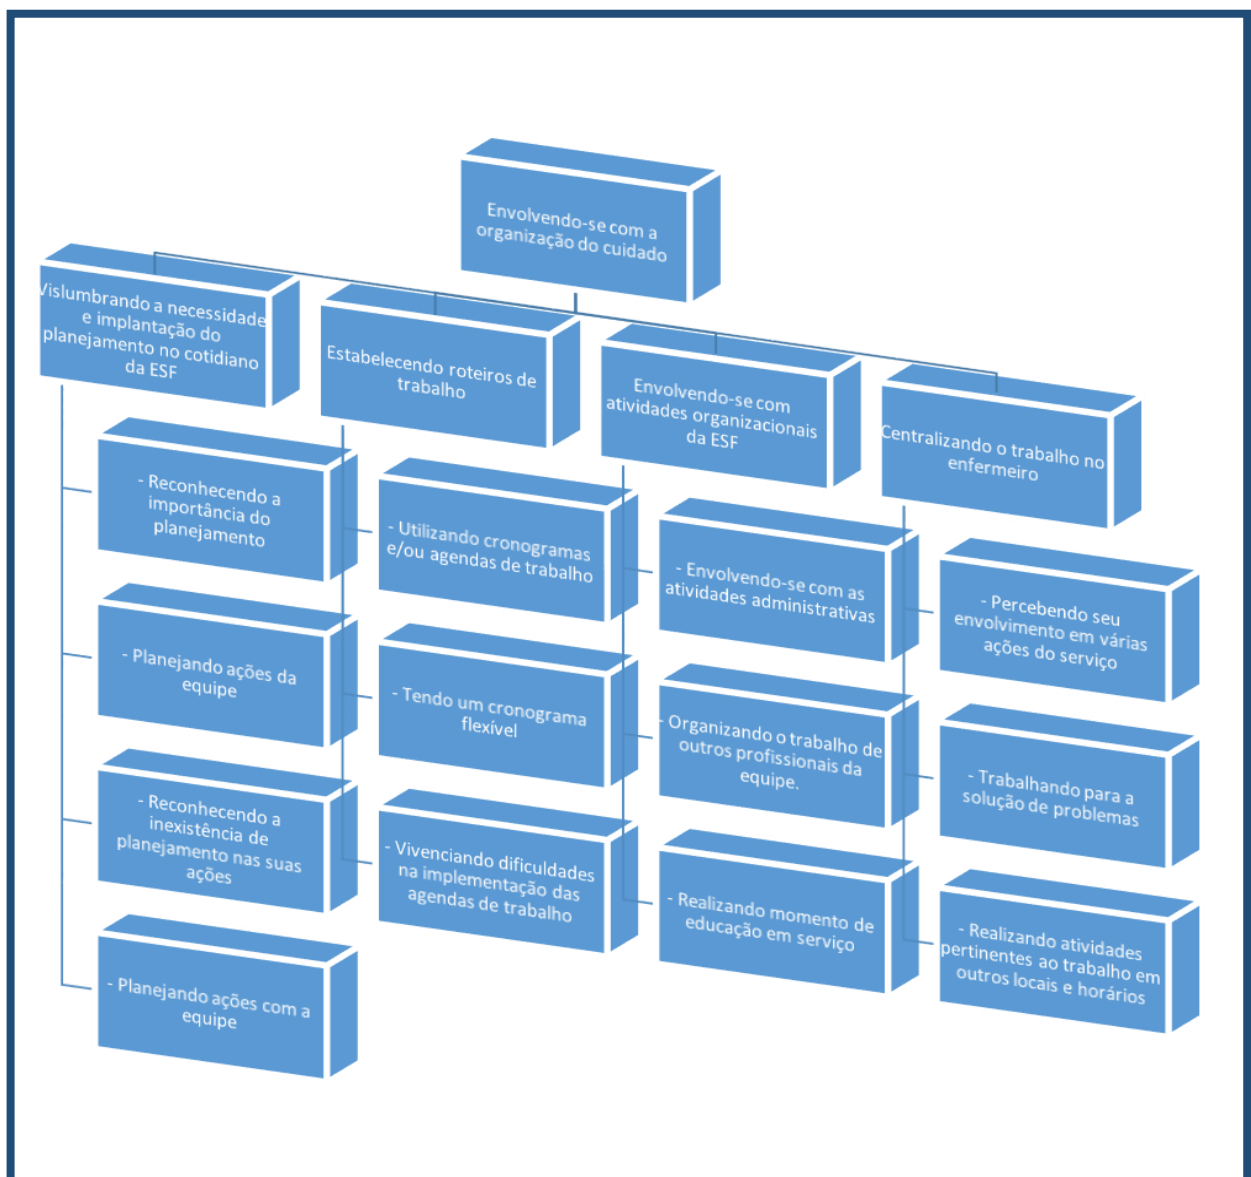 Envolvendo-se com a
organização do cuidado
Vislumbrando a necessidade
e implantação do
planejamento no cotidiano
da ESF
- Reconhecendo a
importância do
planejamento
- Planejando ações da
equipe
- Reconhecendo a
inexistência de
planejamento nas suas
ações
- Planejando ações com a
equipe
Estabelecendo roteiros de
trabalho
- Utilizando cronogramas
e/ou agendas de trabalho
- Tendo um cronograma
flexível
- Vivenciando dificuldades
na implementação das
agendas de trabalho
Envolvendo-se com
atividades organizacionais
da ESF
- Envolvendo-se com as
atividades administrativas
- Organizando o trabalho de
outros profissionais da
equipe.
- Realizando momento de
educação em serviço
Centralizando o trabalho no
enfermeiro
- Percebendo seu
envolvimento em várias
ações do serviço
- Trabalhando para a
solução de problemas
- Realizando atividades
pertinentes ao trabalho em
outros locais e horários